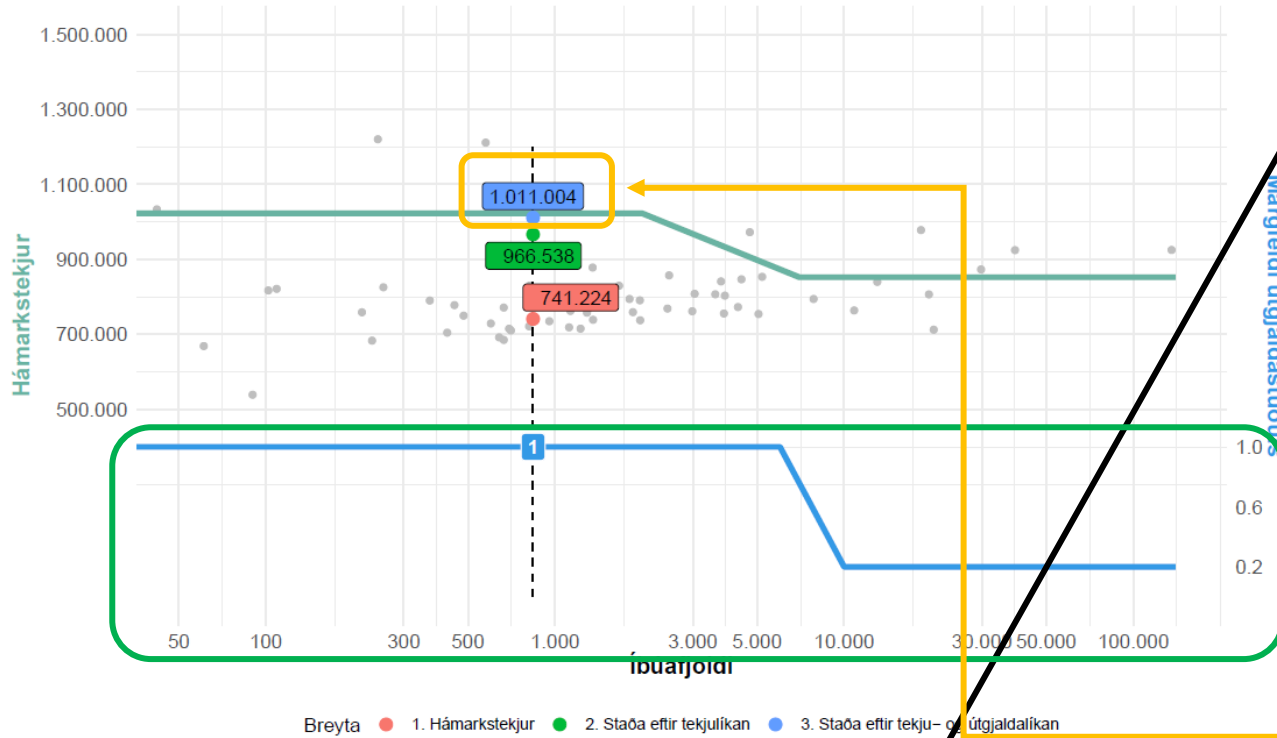 1.500.000
1.300.000
1.100.000
900.000
700.000
500.000
Hámarkstekjur
1.011.004
966.538
741.224
1
1.0
0.6
0.2
Margfeldi útgjaldastuðuls
50 100 300 500 1.000 3.000 5.000 10.000 30.000 50.000 100.000
Íbúafjöldi
Breyta 1. Hámarkstekjur 2. Staða eftir tekjulíkan 3. Staða eftir tekju– og útgjaldalíkan